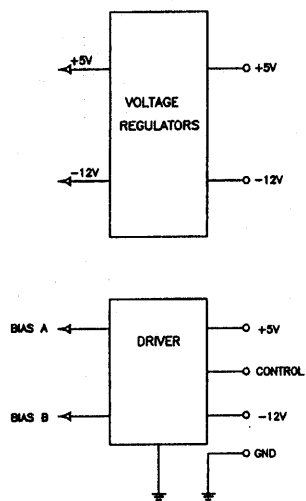 +5V
+5V
VOLTAGE
REGULATORS
-12V
-12V
BIAS A
DRIVER
+5V
CONTROL
BIAS B
-12V
GND